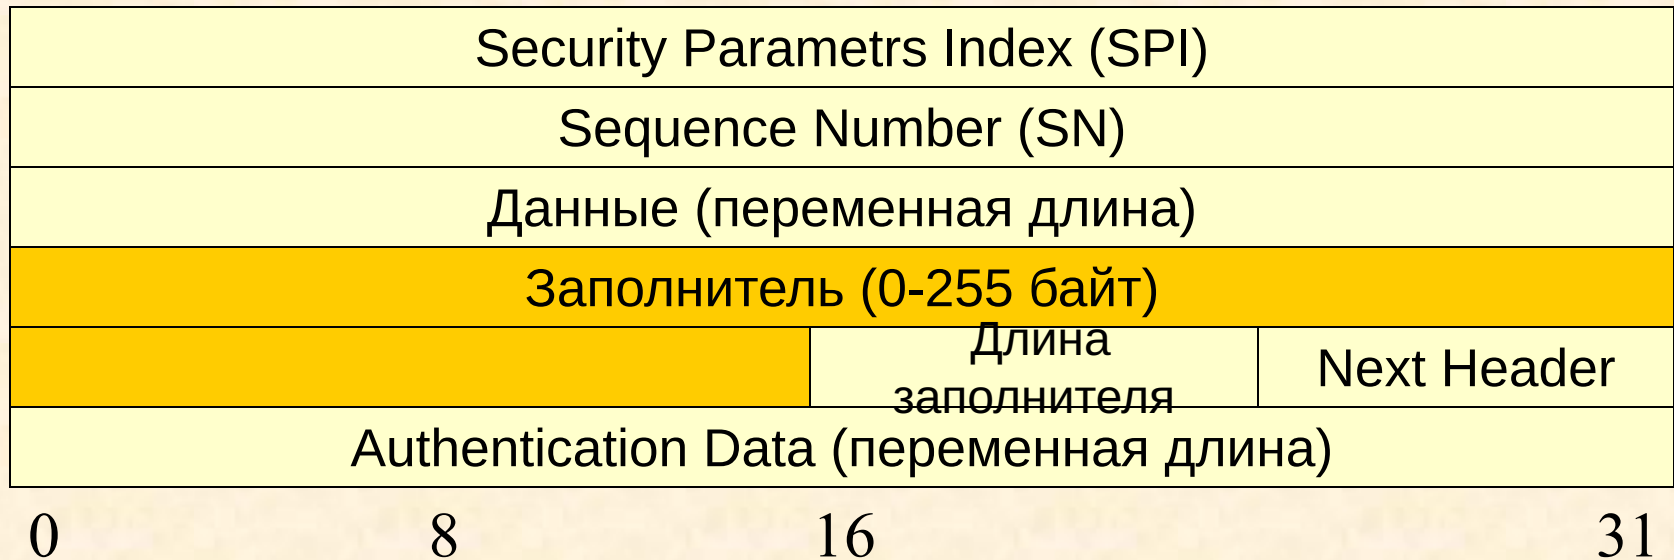 Security Parametrs Index (SPI)
Sequence Number (SN)
Данные (переменная длина)
Заполнитель (0-255 байт)
Длина
заполнителя
Next Header
Authentication Data (переменная длина)
0 8 16 31